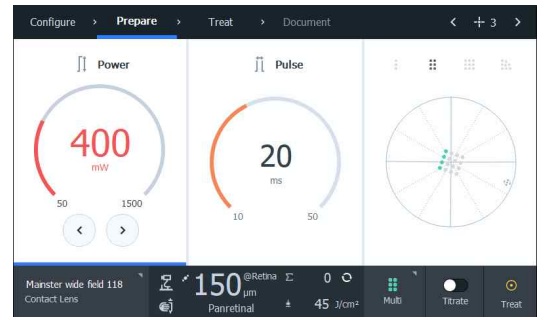 Configure > Prepare > Treat > Document < 3 >
Power
400
mW
50 1500
< >
Pulse
20
ms
10 50
Mainster wide field 118
Contact Lens
150 @Retina
µm
Panretinal
Σ 0
45 J/cm²
Multi
Titrate
Treat